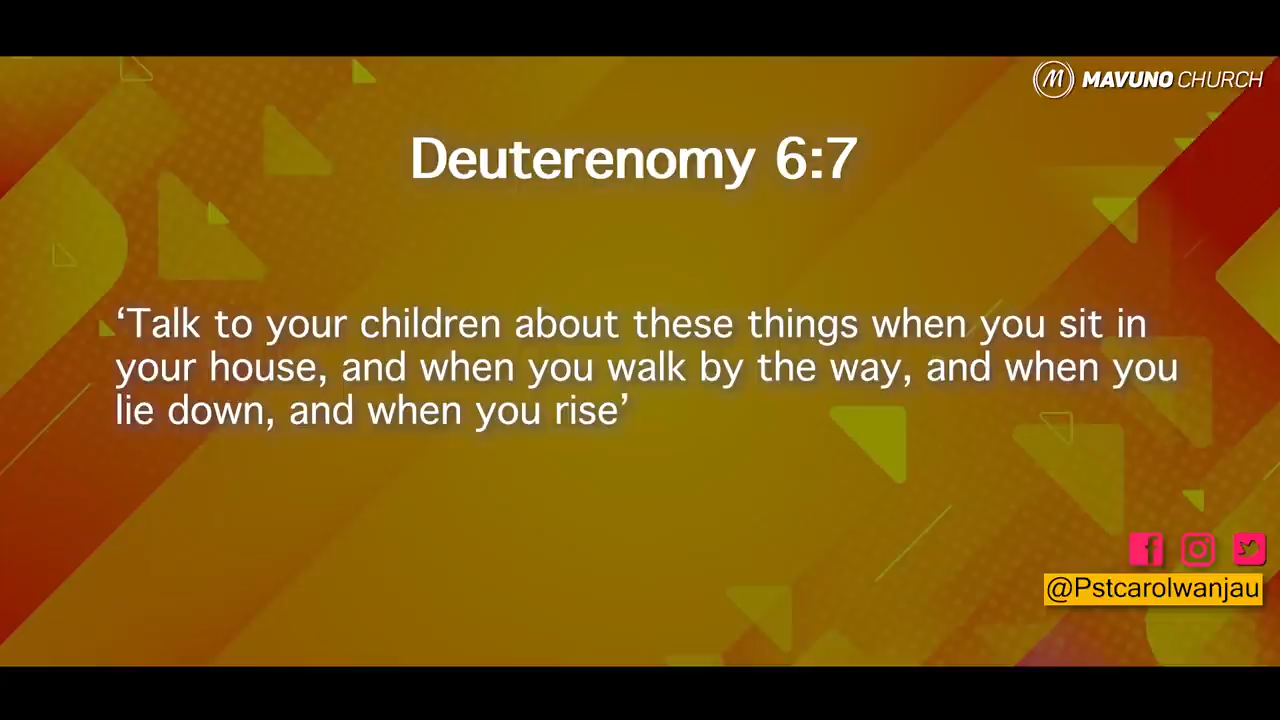 MAVUNO CHURCH
Deuterenomy 6:7
‘Talk to your children about these things when you sit in
your house, and when you walk by the way, and when you
lie down, and when you rise’
@Pstcarolwanjau